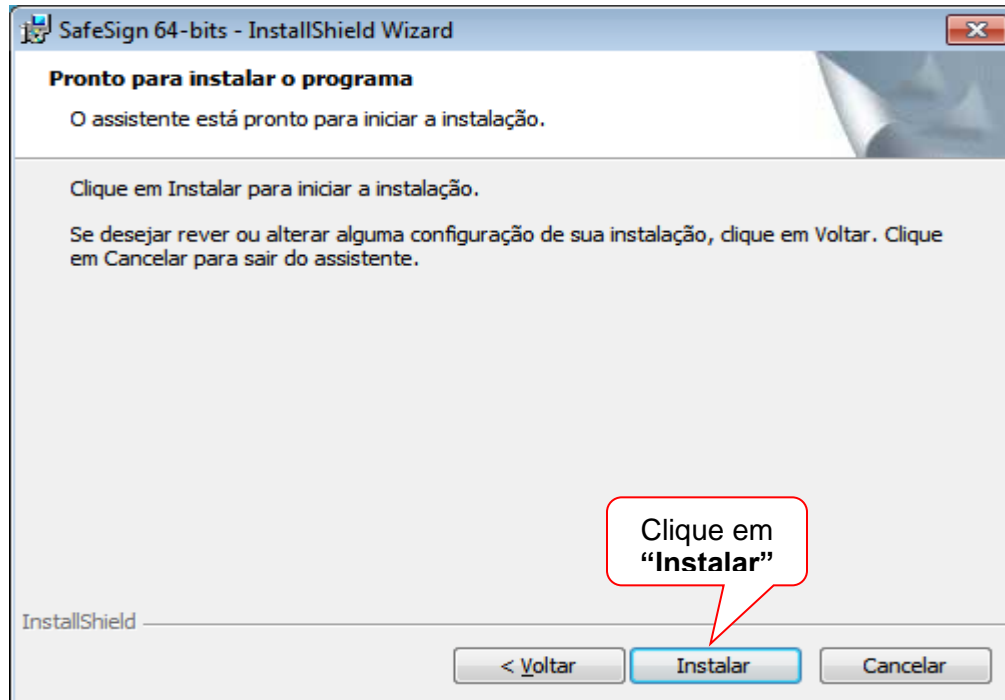 SafeSign 64-bits - InstallShield Wizard
Pronto para instalar o programa
O assistente está pronto para iniciar a instalação.
Clique em Instalar para iniciar a instalação.
Se desejar rever ou alterar alguma configuração de sua instalação, clique em Voltar. Clique
em Cancelar para sair do assistente.
Clique em
“Instalar”
InstallShield
< Voltar
Instalar
Cancelar